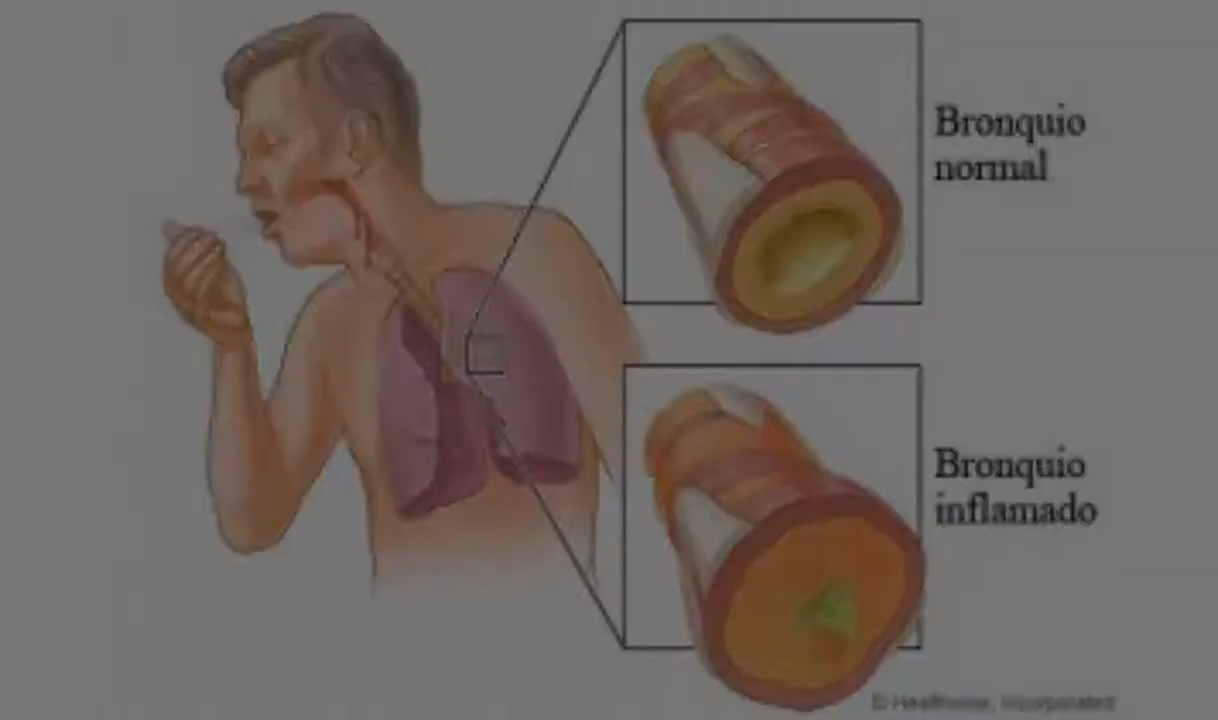 Bronquio
normal
Bronquio
inflamado
© Healthwise, Incorporated